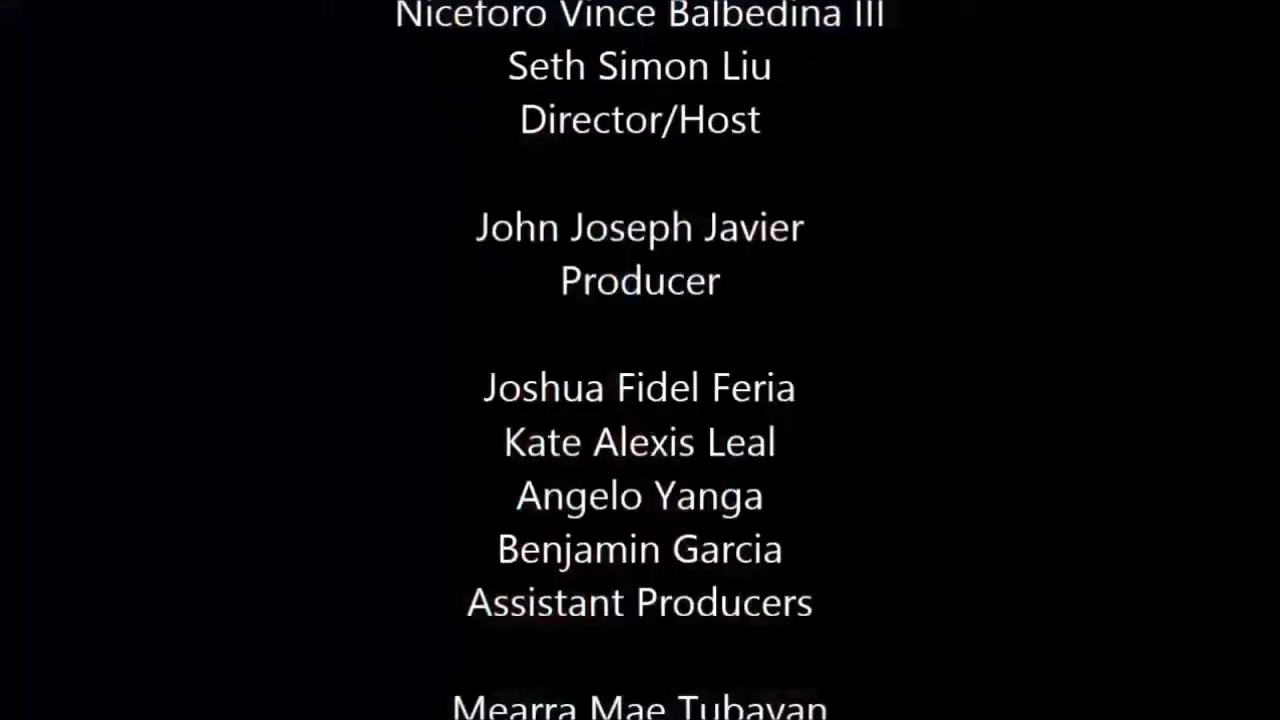 Niceforo Vince Balbedina III
Seth Simon Liu
Director/Host
John Joseph Javier
Producer
Joshua Fidel Feria
Kate Alexis Leal
Angelo Yanga
Benjamin Garcia
Assistant Producers
Mearra Mae Tubayan